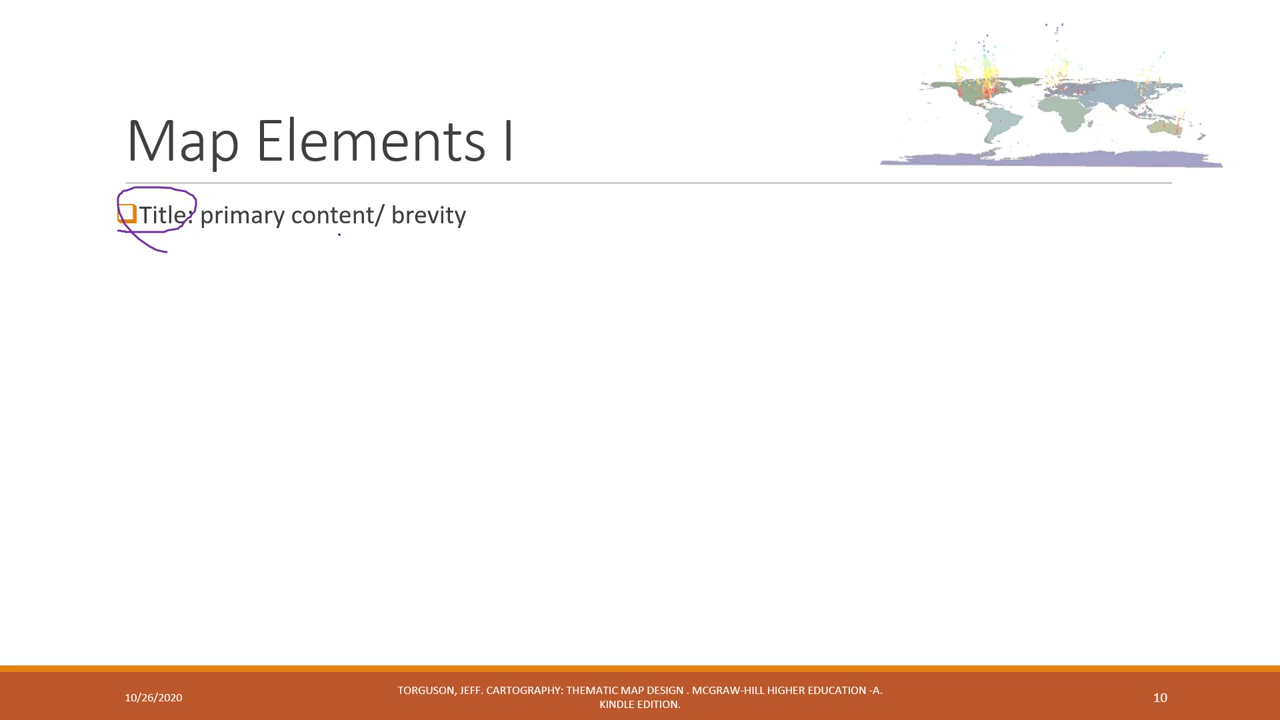 Map Elements I
Title: primary content/ brevity
10/26/2020
TORGUSON, JEFF. CARTOGRAPHY: THEMATIC MAP DESIGN . MCGRAW-HILL HIGHER EDUCATION -A.
KINDLE EDITION.
10